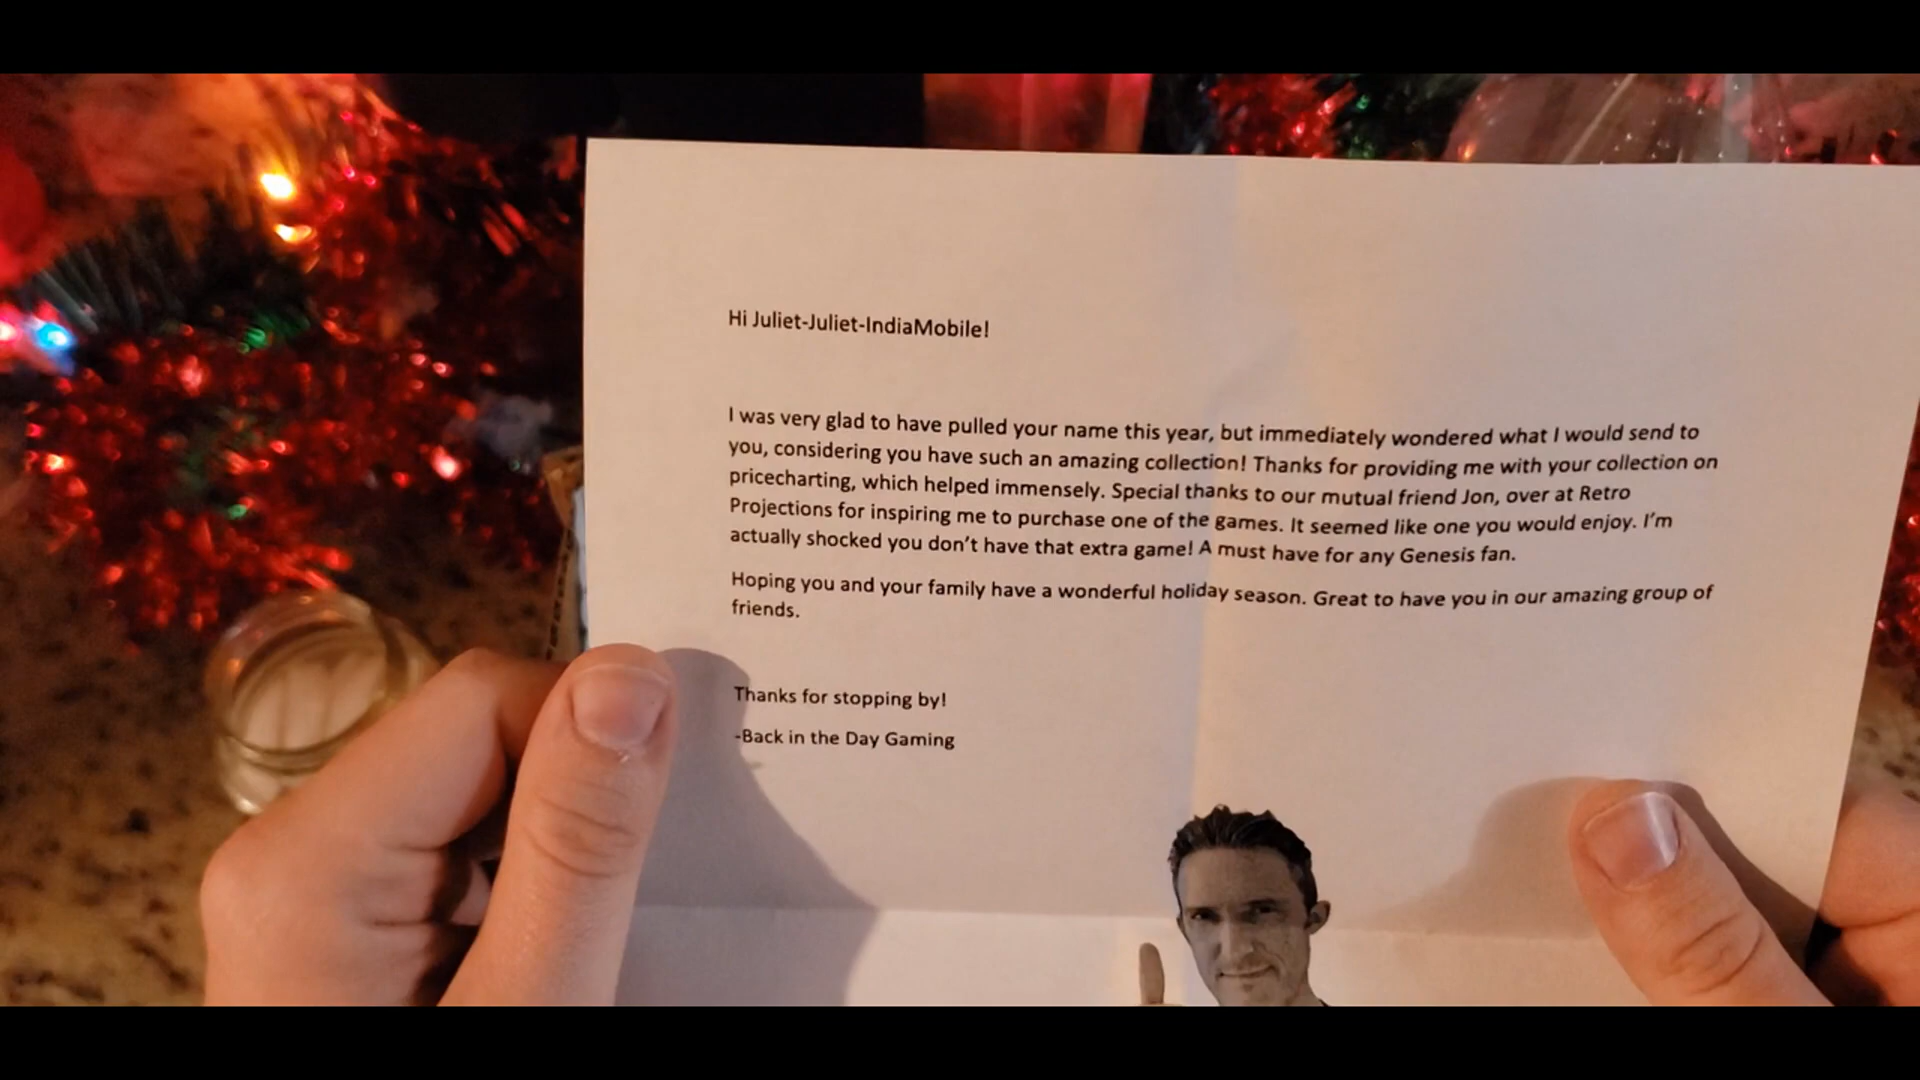 Hi Juliet-Juliet-IndiaMobile!
I was very glad to have pulled your name this year, but immediately wondered what I would send to
you, considering you have such an amazing collection! Thanks for providing me with your collection on
pricecharting, which helped immensely. Special thanks to our mutual friend Jon, over at Retro
Projections for inspiring me to purchase one of the games. It seemed like one you would enjoy. I'm
actually shocked you don't have that extra game! A must have for any Genesis fan.
Hoping you and your family have a wonderful holiday season. Great to have you in our amazing group of
friends.
Thanks for stopping by!
-Back in the Day Gaming